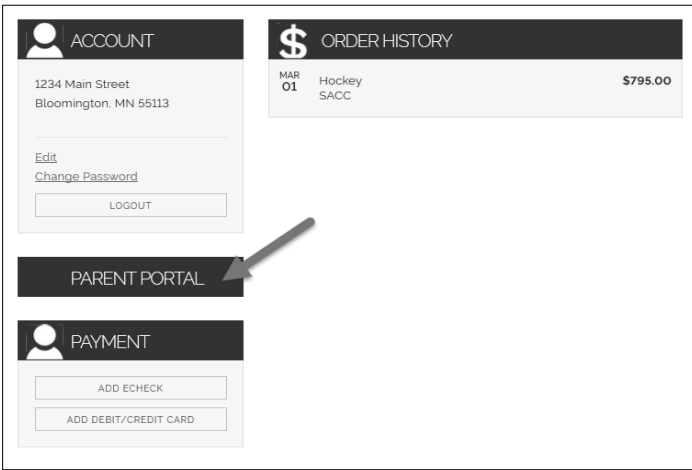 ACCOUNT
1234 Main Street
Bloomington, MN 55113
Edit
Change Password
LOGOUT
PARENT PORTAL
PAYMENT
ADD ECHECK
ADD DEBIT/CREDIT CARD
$ ORDER HISTORY
MAR
01
Hockey
SACC
$795.00